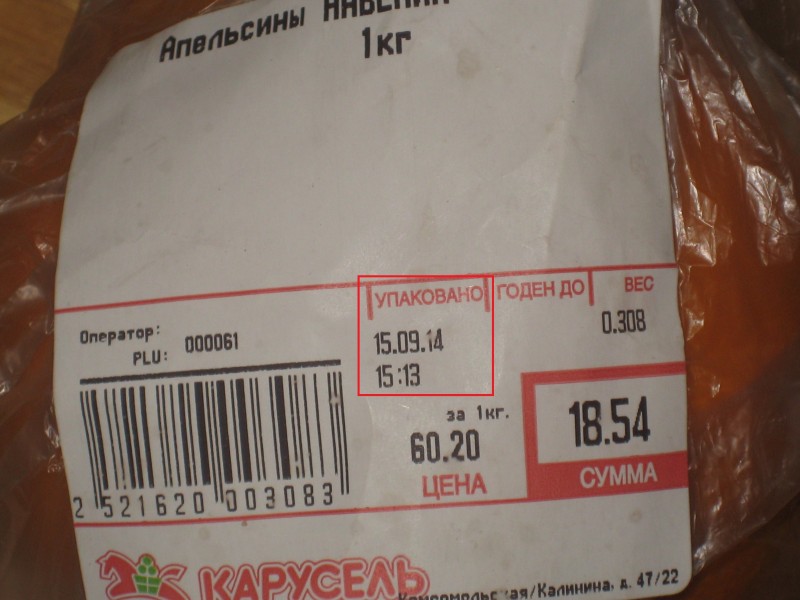 Апельсины
1кг
УПАКОВАНО ГОДЕН ДО ВЕС
Оператор:
PLU: 000061
15.09.14
15:13
0.308
за 1кг.
60.20
ЦЕНА
18.54
СУММА
2 521620 003083
КАРУСЕЛЬ
Комсомольская/Калинина, д. 47/22